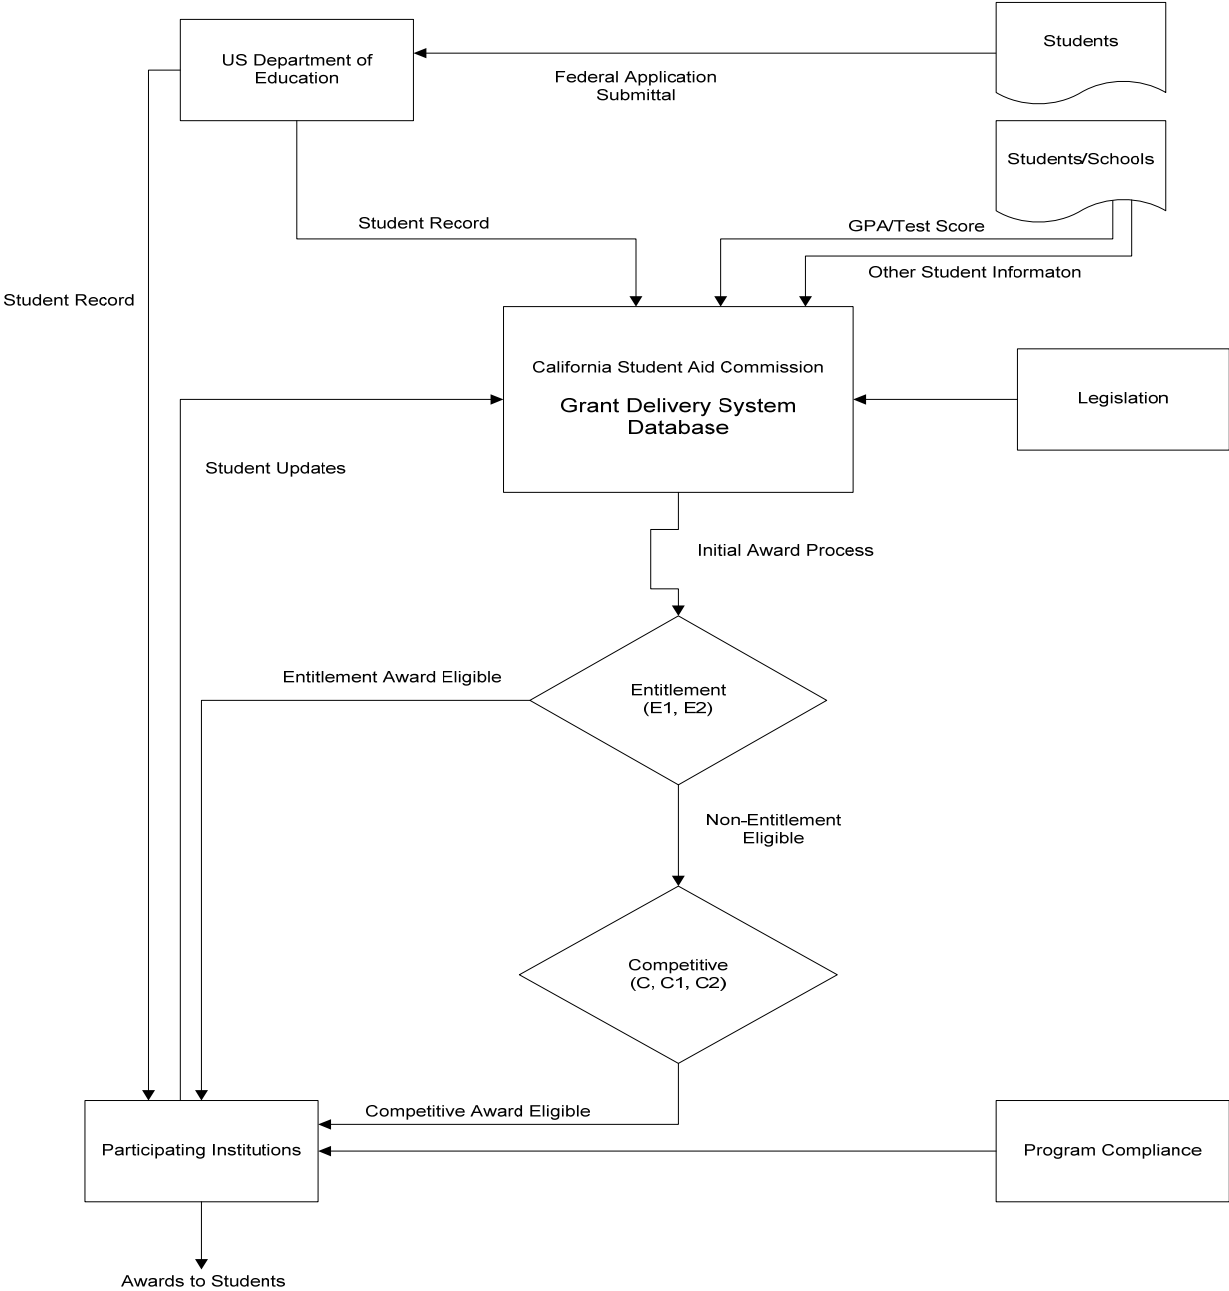 Students
US Department of
Education
Federal Application
Submittal
Students/Schools
Student Record
GPA/Test Score
Other Student Informaton
Student Record
California Student Aid Commission
Grant Delivery System
Database
Legislation
Student Updates
Initial Award Process
Entitlement Award Eligible
Entitlement
(E1, E2)
Non-Entitlement
Eligible
Competitive
(C, C1, C2)
Competitive Award Eligible
Participating Institutions
Program Compliance
Awards to Students